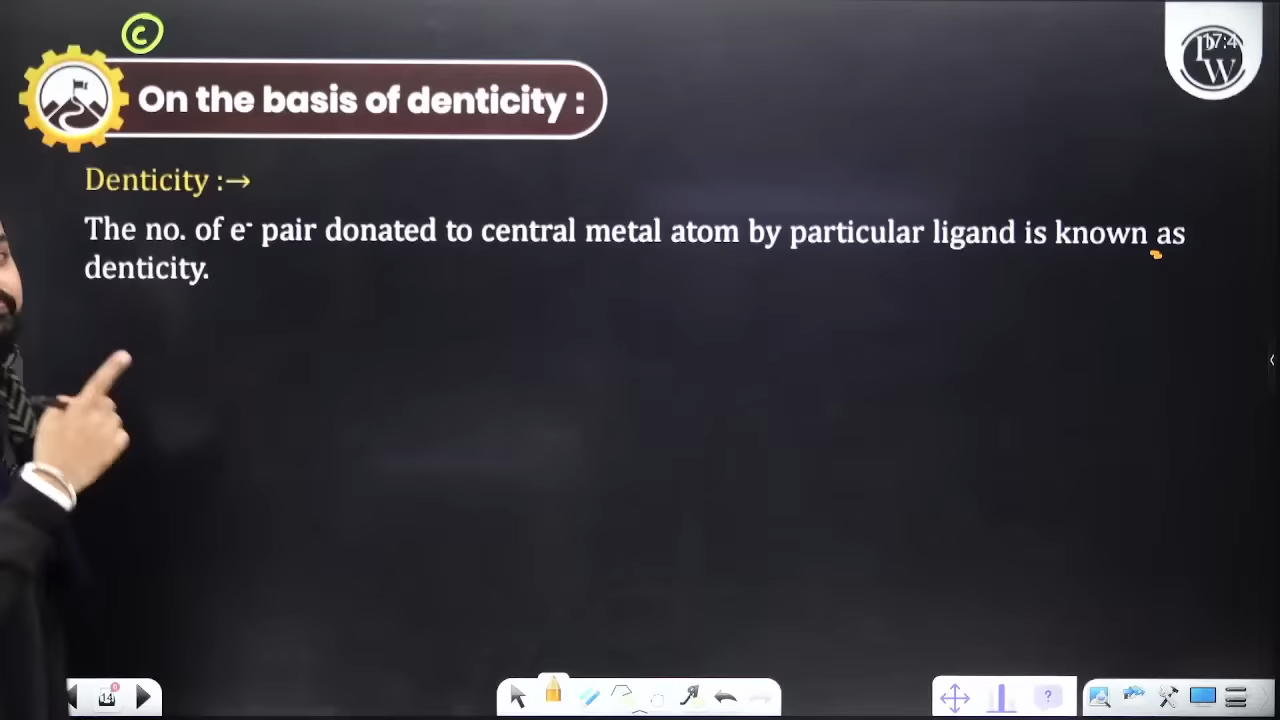 C
On the basis of denticity :
Denticity :→
The no. of e⁻ pair donated to central metal atom by particular ligand is known as
denticity.
14